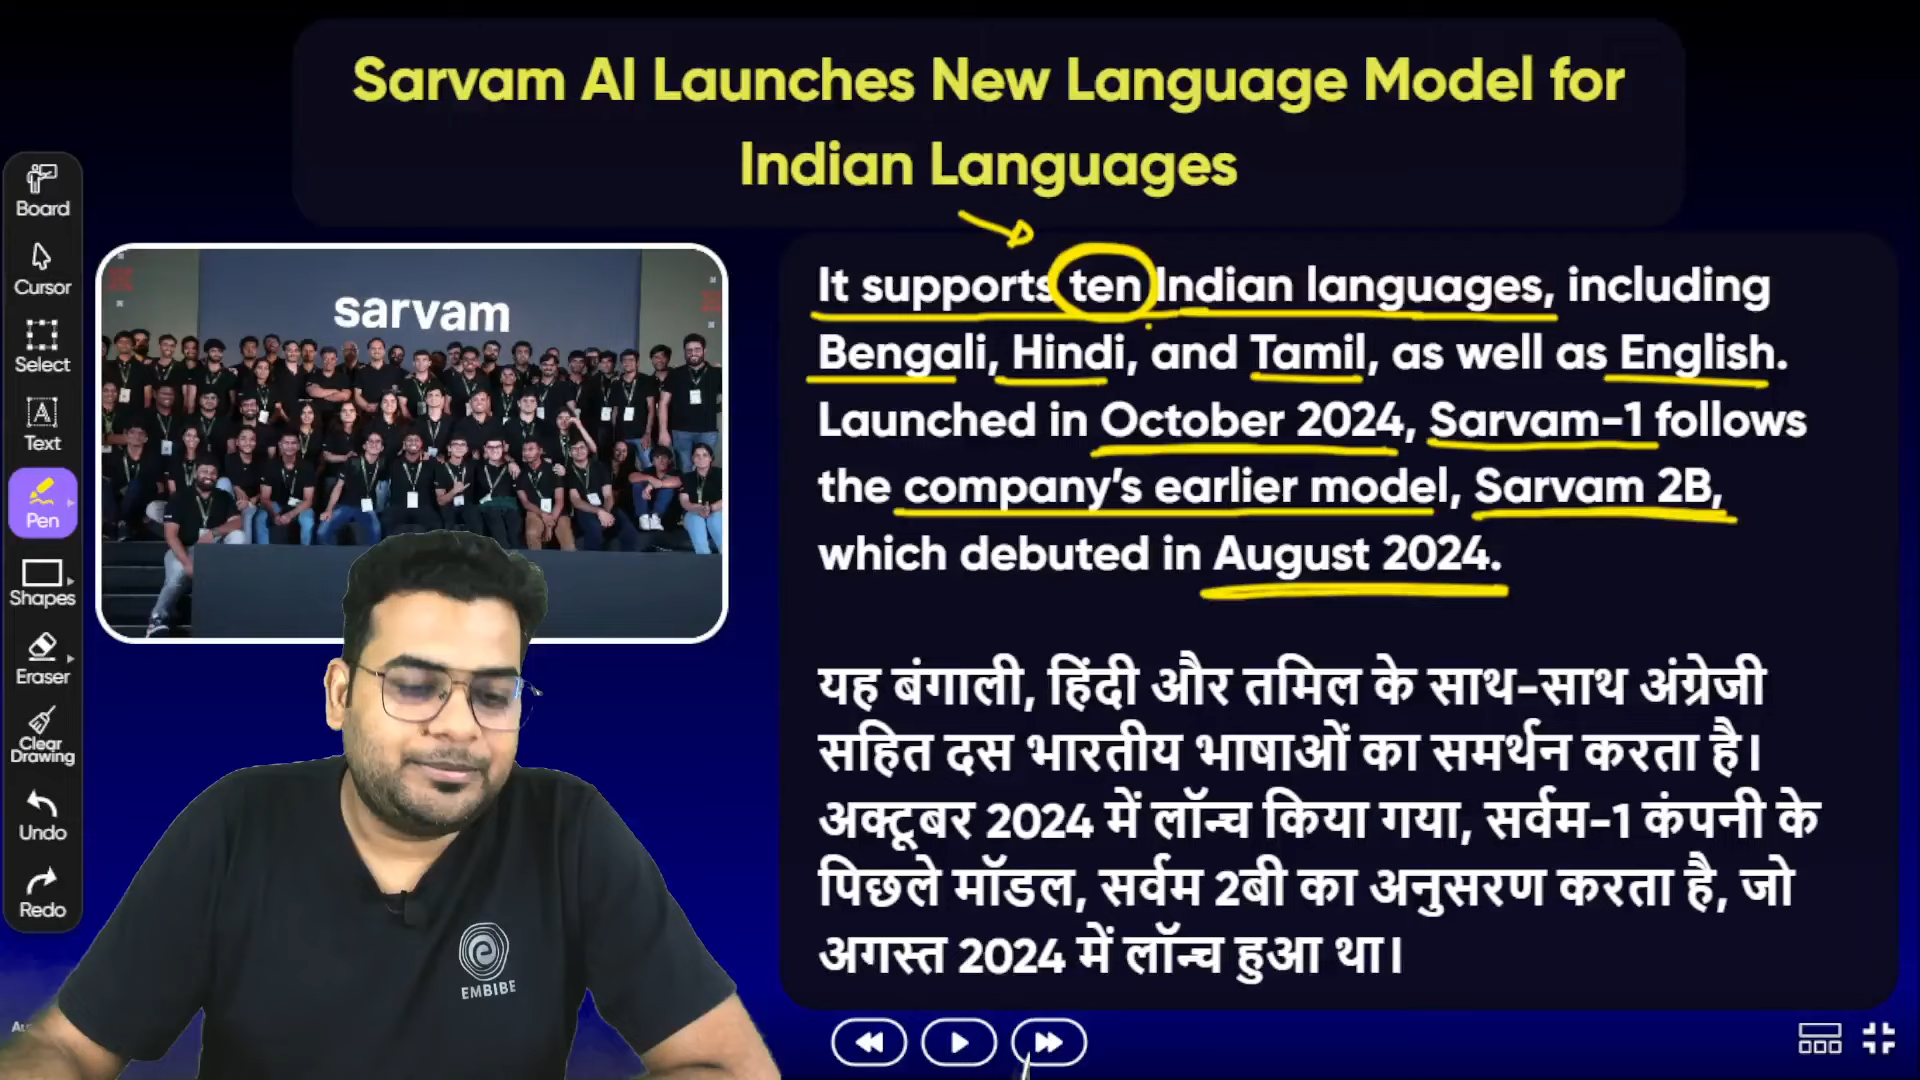 Sarvam AI Launches New Language Model for
Indian Languages
Board
Cursor
Select
Text
Pen
Shapes
Eraser
Clear
Drawing
Undo
Redo
sarvam
It supports ten Indian languages, including
Bengali, Hindi, and Tamil, as well as English.
Launched in October 2024, Sarvam-1 follows
the company's earlier model, Sarvam 2B,
which debuted in August 2024.
यह बंगाली, हिंदी और तमिल के साथ-साथ अंग्रेजी
सहित दस भारतीय भाषाओं का समर्थन करता है।
अक्टूबर 2024 में लॉन्च किया गया, सर्वम-1 कंपनी के
पिछले मॉडल, सर्वम 2बी का अनुसरण करता है, जो
अगस्त 2024 में लॉन्च हुआ था।
EMBIBE